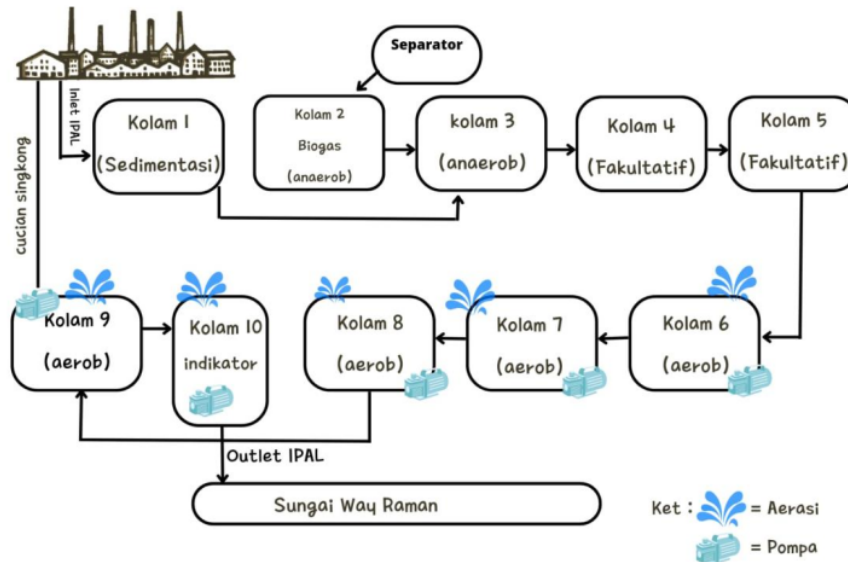 Separator
Inlet IPAL
cucian singkong
Kolam 1
(Sedimentasi)
Kolam 2
Biogas
(anaerob)
kolam 3
(anaerob)
Kolam 4
(Fakultatif)
Kolam 5
(Fakultatif)
Kolam 9
(aerob)
Kolam 10
indikator
Kolam 8
(aerob)
Kolam 7
(aerob)
Kolam 6
(aerob)
Outlet IPAL
Sungai Way Raman
Ket : = Aerasi
= Pompa